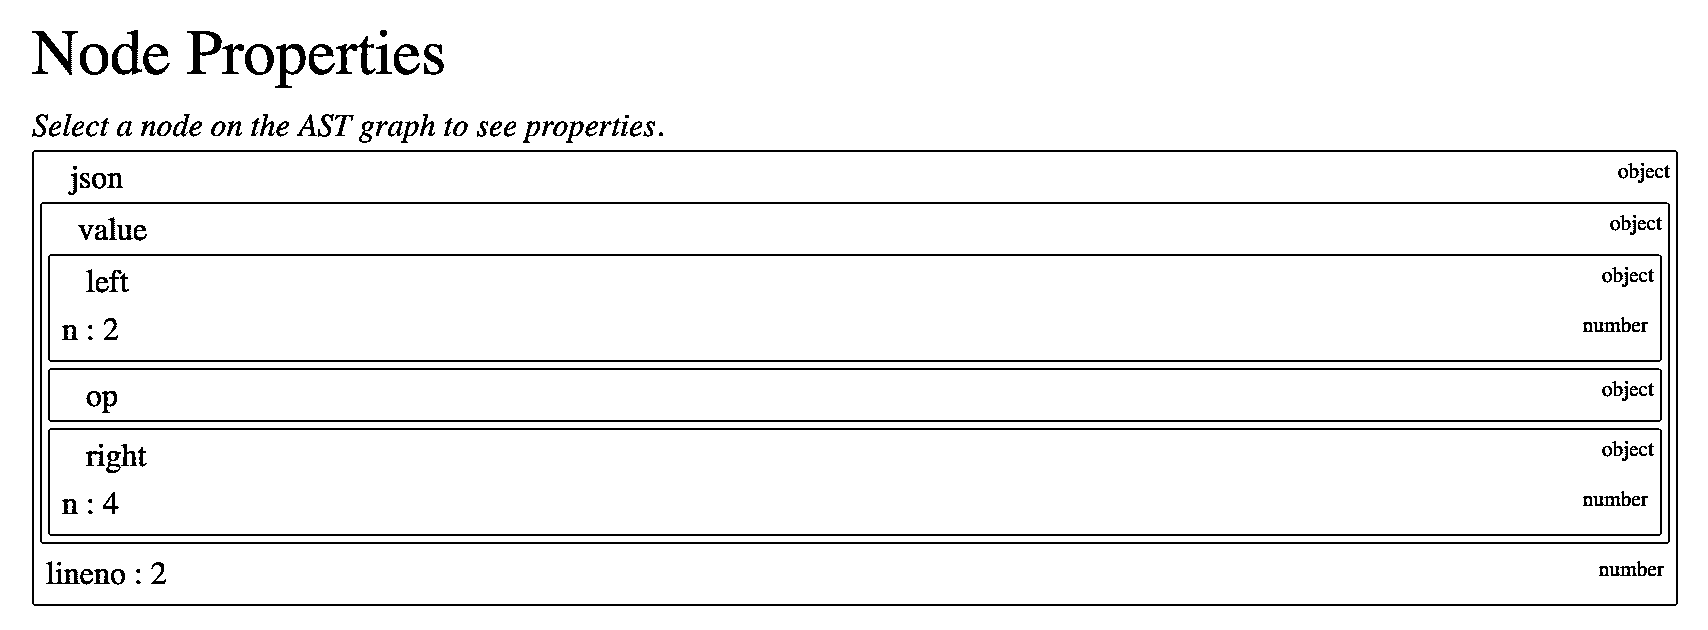 Node Properties
Select a node on the AST graph to see properties.
json object
value object
left object
n : 2 number
op object
right object
n : 4 number
lineno : 2 number